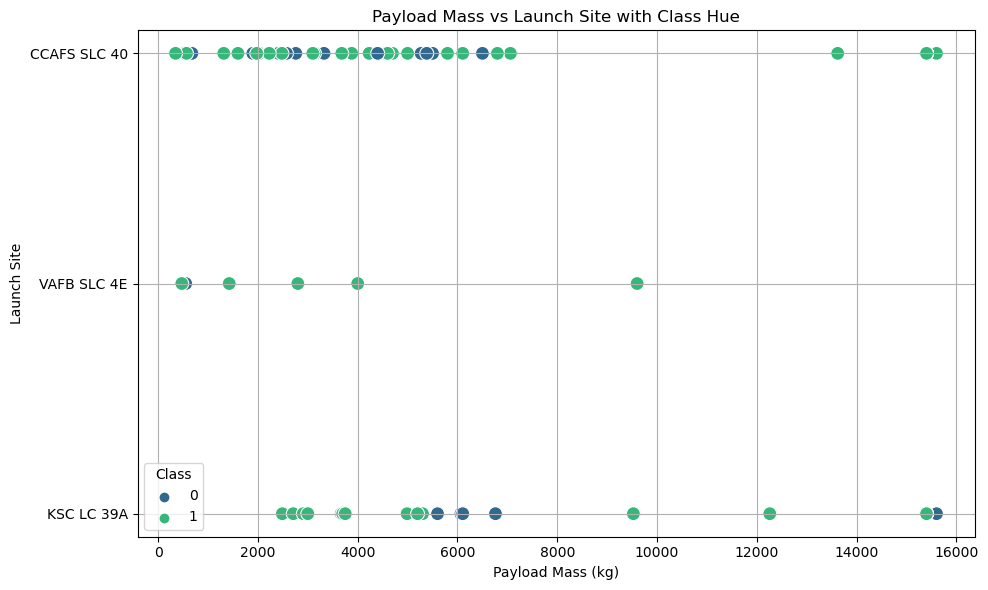 Payload Mass vs Launch Site with Class Hue
CCAFS SLC 40
VAFB SLC 4E
KSC LC 39A
Launch Site
Class
0
1
0 2000 4000 6000 8000 10000 12000 14000 16000
Payload Mass (kg)